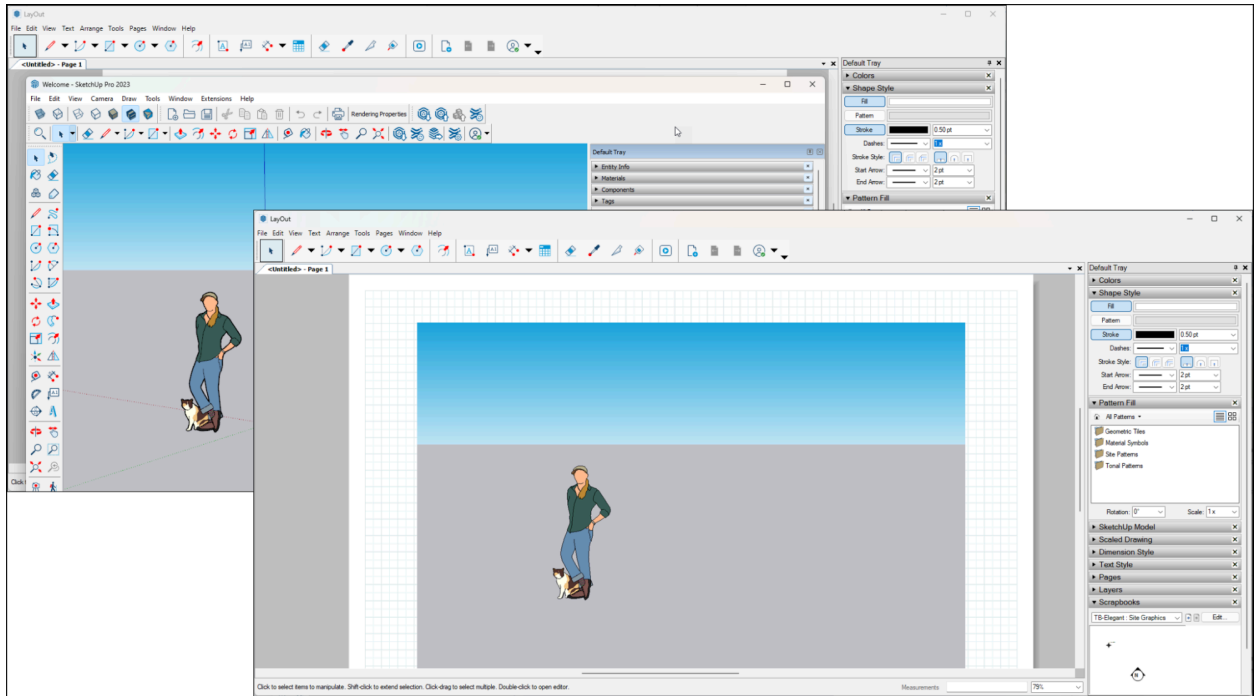 LayOut
File Edit View Text Arrange Tools Pages Window Help
<Untitled> - Page 1
Default Tray
Colors
Shape Style
Fill
Pattern
Stroke 0.50 pt
Dashes: 1 x
Stroke Style:
Start Arrow: 2 pt
End Arrow: 2 pt
Pattern Fill
Welcome - SketchUp Pro 2023
File Edit View Camera Draw Tools Window Extensions Help
Rendering Properties
Default Tray
Entity Info
Materials
Components
Tags
Click
LayOut
File Edit View Text Arrange Tools Pages Window Help
<Untitled> - Page 1
Default Tray
Colors
Shape Style
Fill
Pattern
Stroke 0.50 pt
Dashes: 1 x
Stroke Style:
Start Arrow: 2 pt
End Arrow: 2 pt
Pattern Fill
All Patterns
Geometric Tiles
Material Symbols
Site Patterns
Tonal Patterns
Rotation: 0° Scale: 1 x
SketchUp Model
Scaled Drawing
Dimension Style
Text Style
Pages
Layers
Scrapbooks
TB-Elegant : Site Graphics Edit...
N
Click to select items to manipulate. Shift-click to extend selection. Click-drag to select multiple. Double-click to open editor.
Measurements 79%